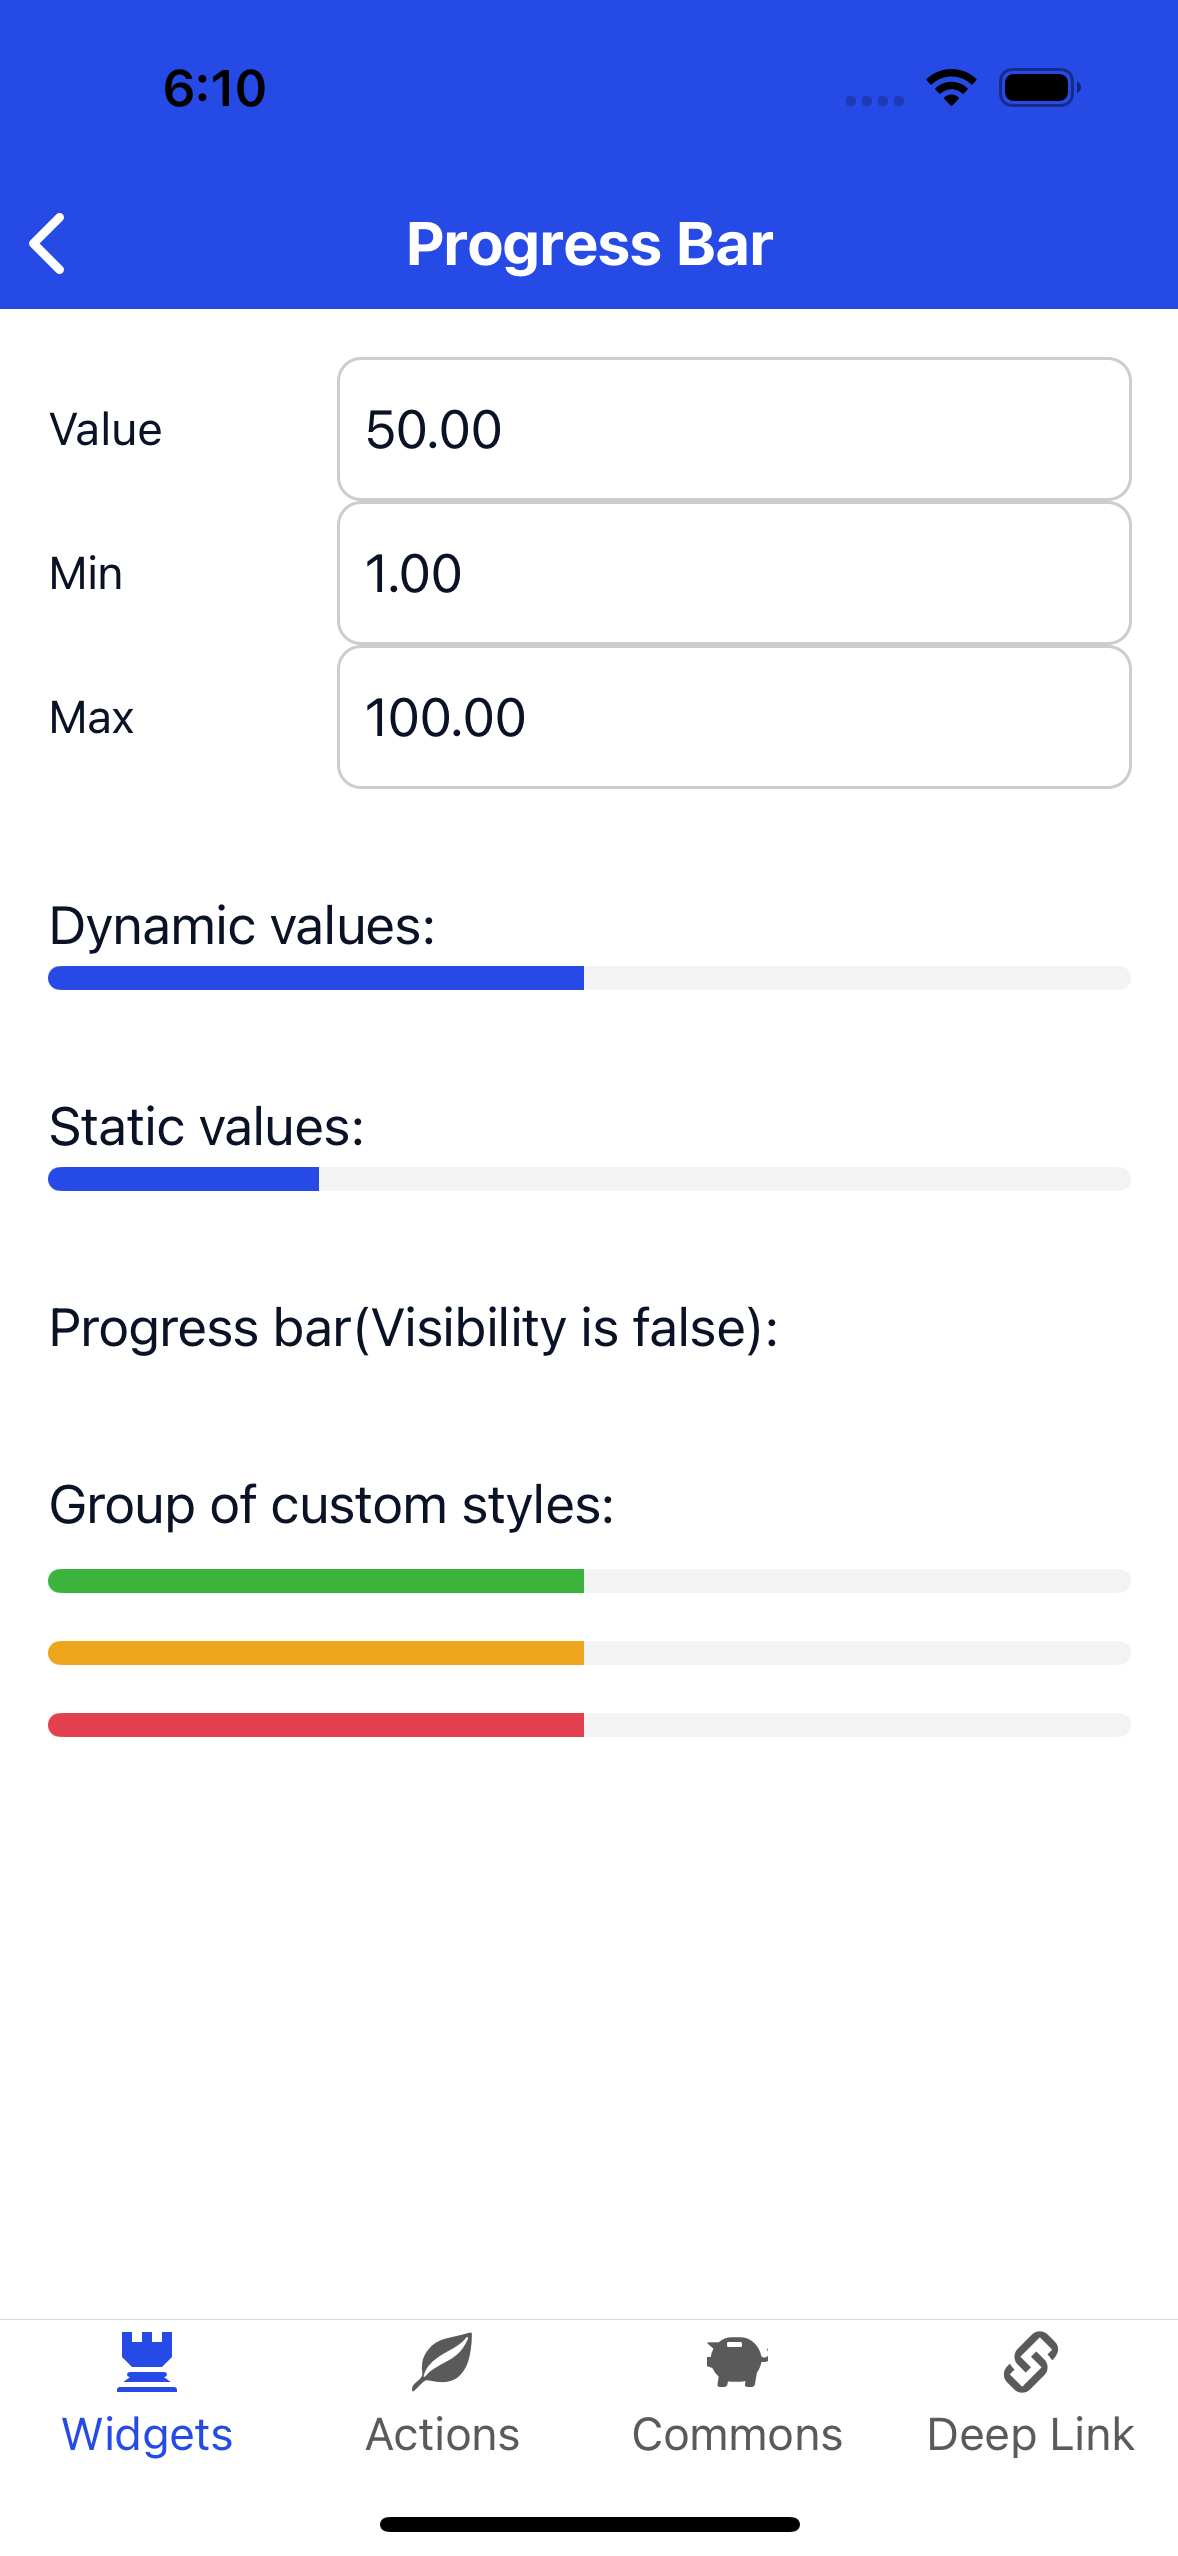 6:10
Progress Bar
Value
50.00
Min
1.00
Max
100.00
Dynamic values:
Static values:
Progress bar(Visibility is false):
Group of custom styles:
Widgets
Actions
Commons
Deep Link